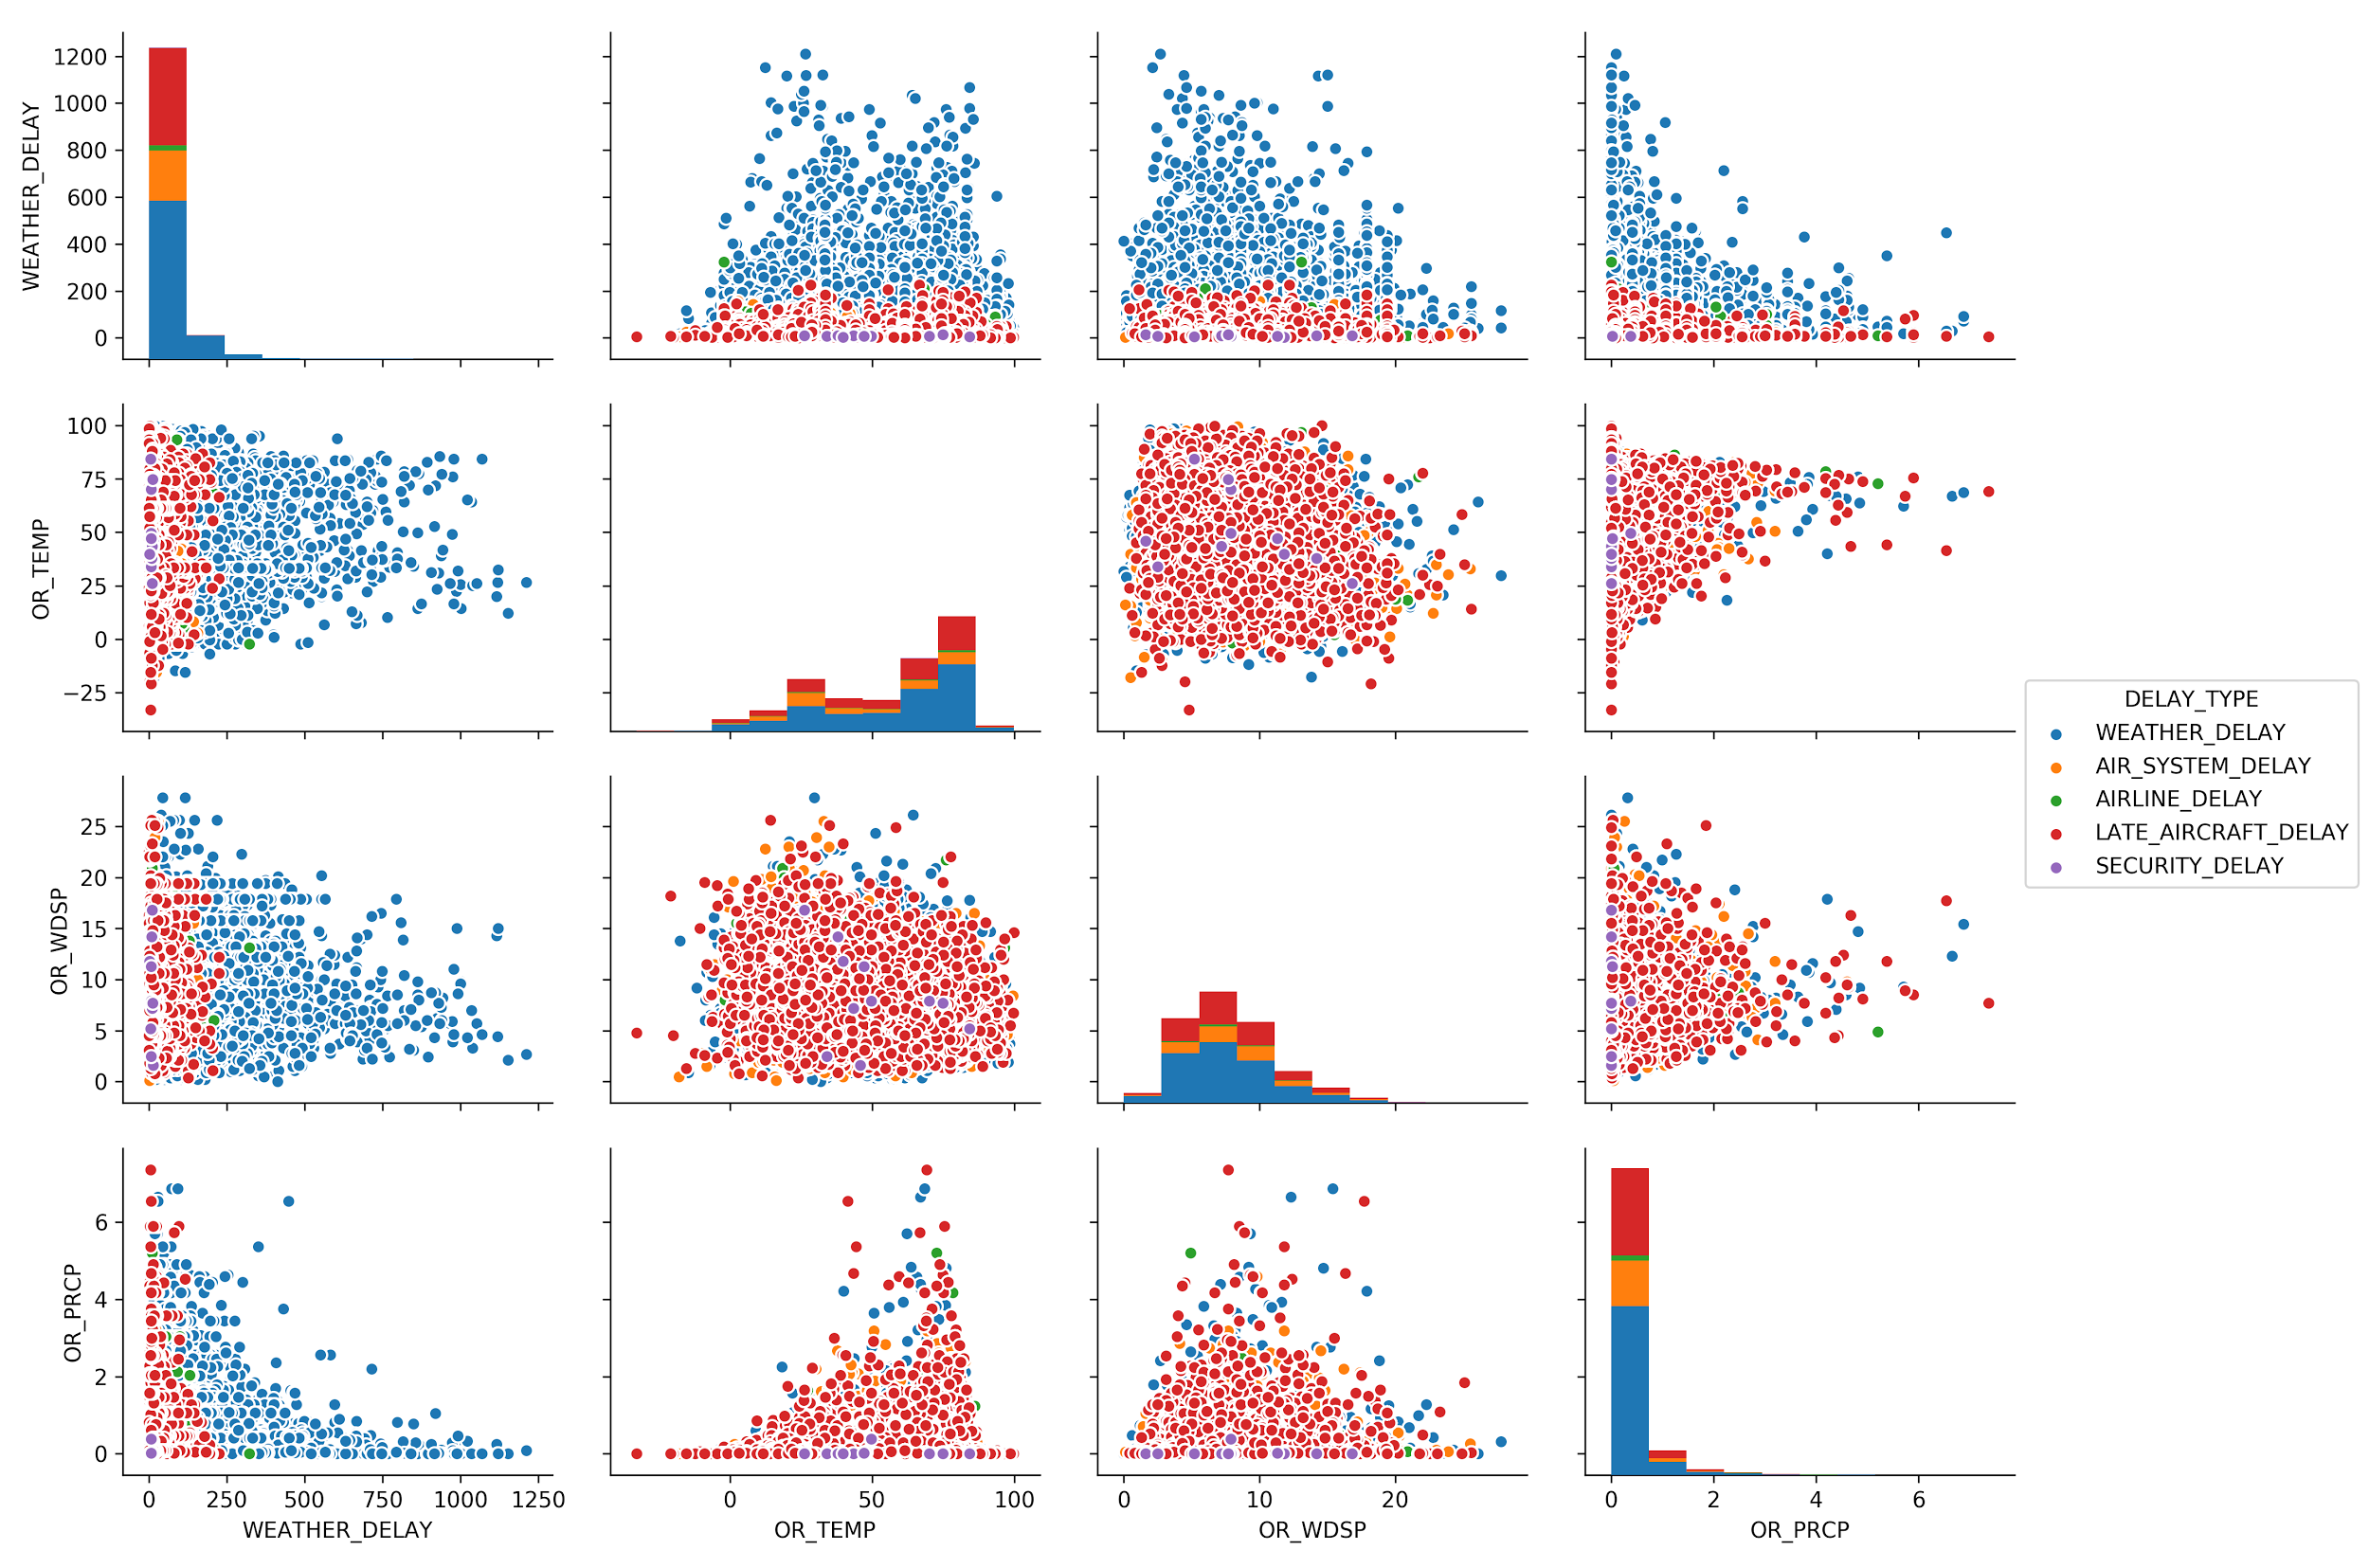 1200
1000
800
600
400
200
0
WEATHER_DELAY
100
75
50
25
0
−25
OR_TEMP
25
20
15
10
5
0
OR_WDSP
6
4
2
0
OR_PRCP
0 250 500 750 1000 1250
WEATHER_DELAY
0 50 100
OR_TEMP
0 10 20
OR_WDSP
0 2 4 6
OR_PRCP
DELAY_TYPE
WEATHER_DELAY
AIR_SYSTEM_DELAY
AIRLINE_DELAY
LATE_AIRCRAFT_DELAY
SECURITY_DELAY